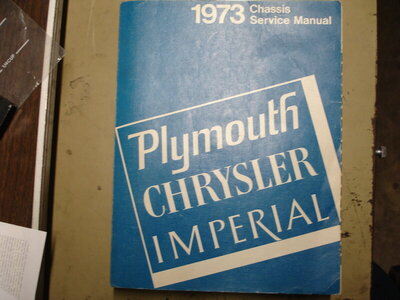 1973 Chassis
Service Manual
Plymouth
CHRYSLER
IMPERIAL